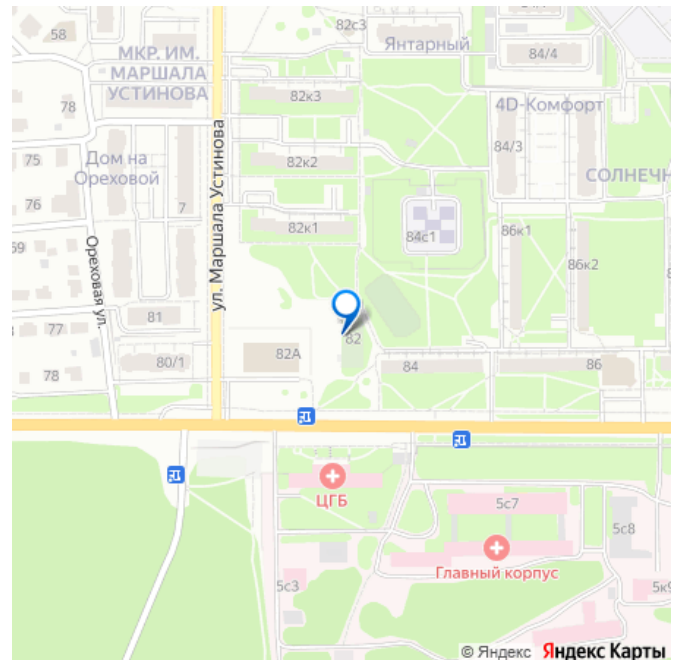 82с3
58
Янтарный
84/4
МКР. ИМ.
МАРШАЛА
УСТИНОВА
82к3
78
4D-Комфорт
ул. Маршала Устинова
84/3
75
Дом на
Ореховой
82к2
СОЛНЕЧН
76
7
82к1
84с1
86к1
69
86к2
Ореховая ул.
81
77
82
82А
80/1
84
86
78
ЦГБ
5с7
5с8
Главный корпус
5с3
5к9
© Яндекс Яндекс Карты